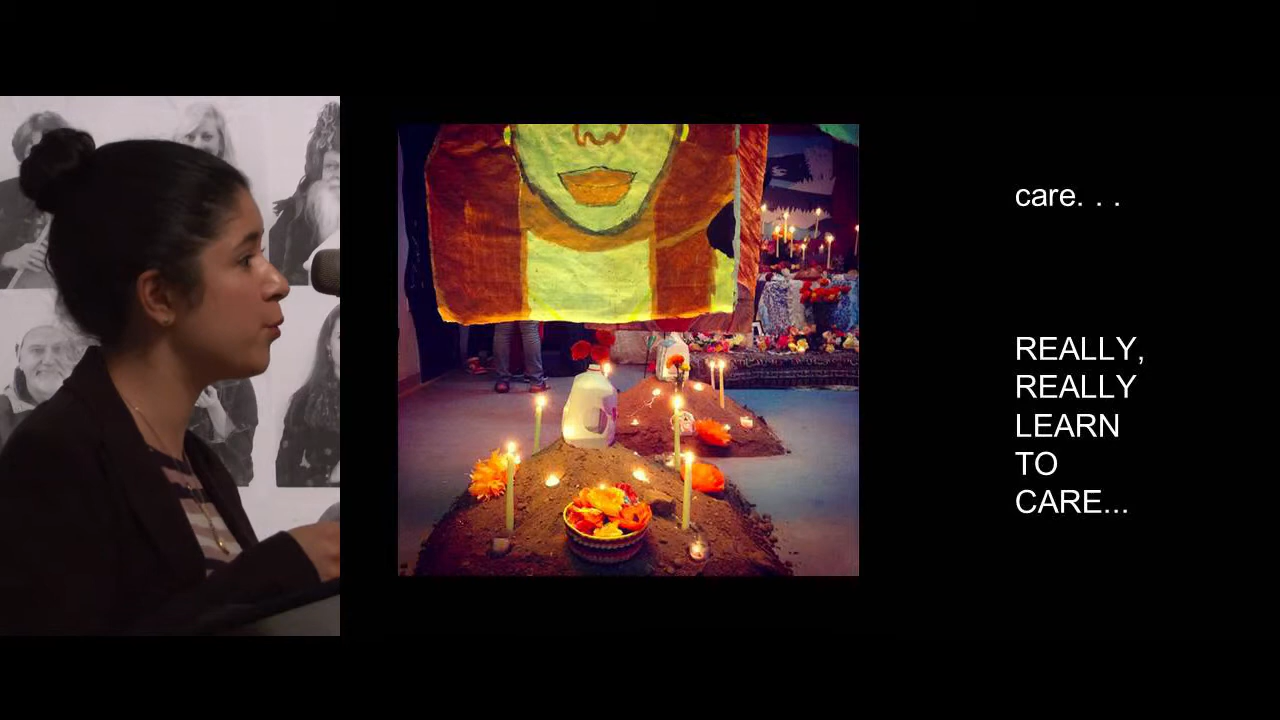 care. . .
REALLY,
REALLY
LEARN
TO
CARE...